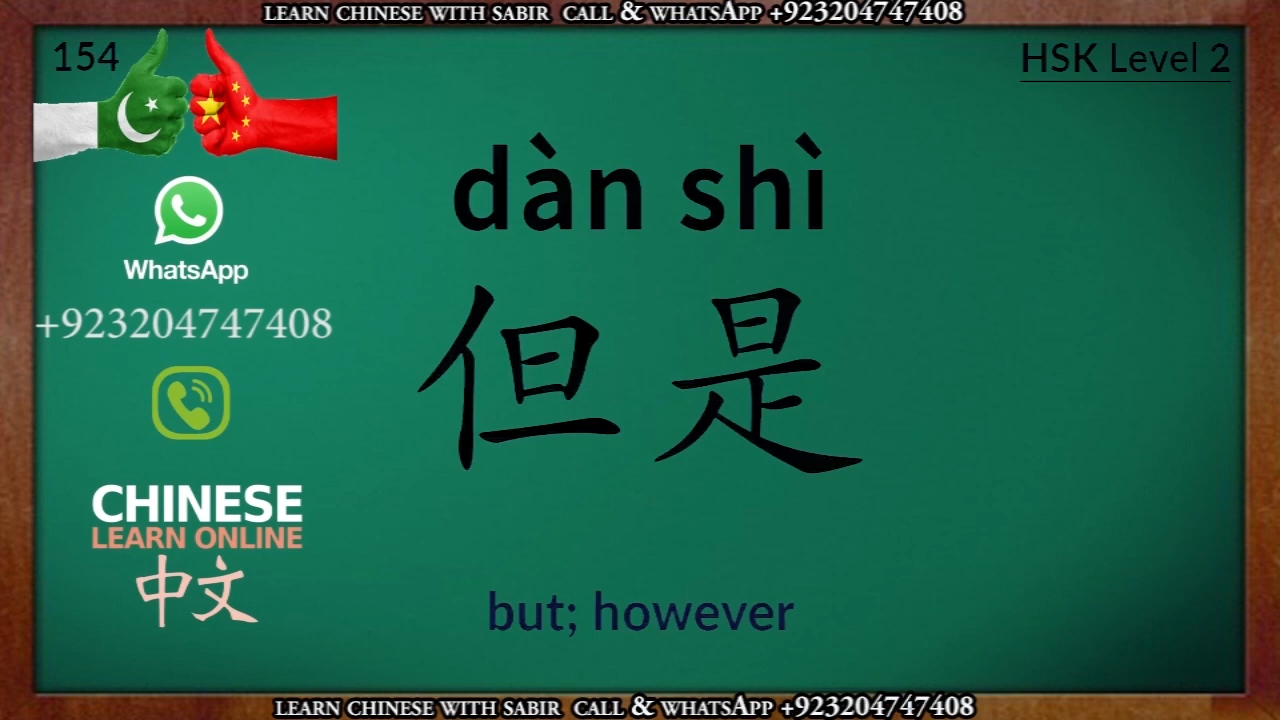 LEARN CHINESE WITH SABIR CALL & WHATSAPP +923204747408
154
HSK Level 2
dàn shì
WhatsApp
+923204747408
但是
CHINESE
LEARN ONLINE
中文
but; however
LEARN CHINESE WITH SABIR CALL & WHATSAPP +923204747408